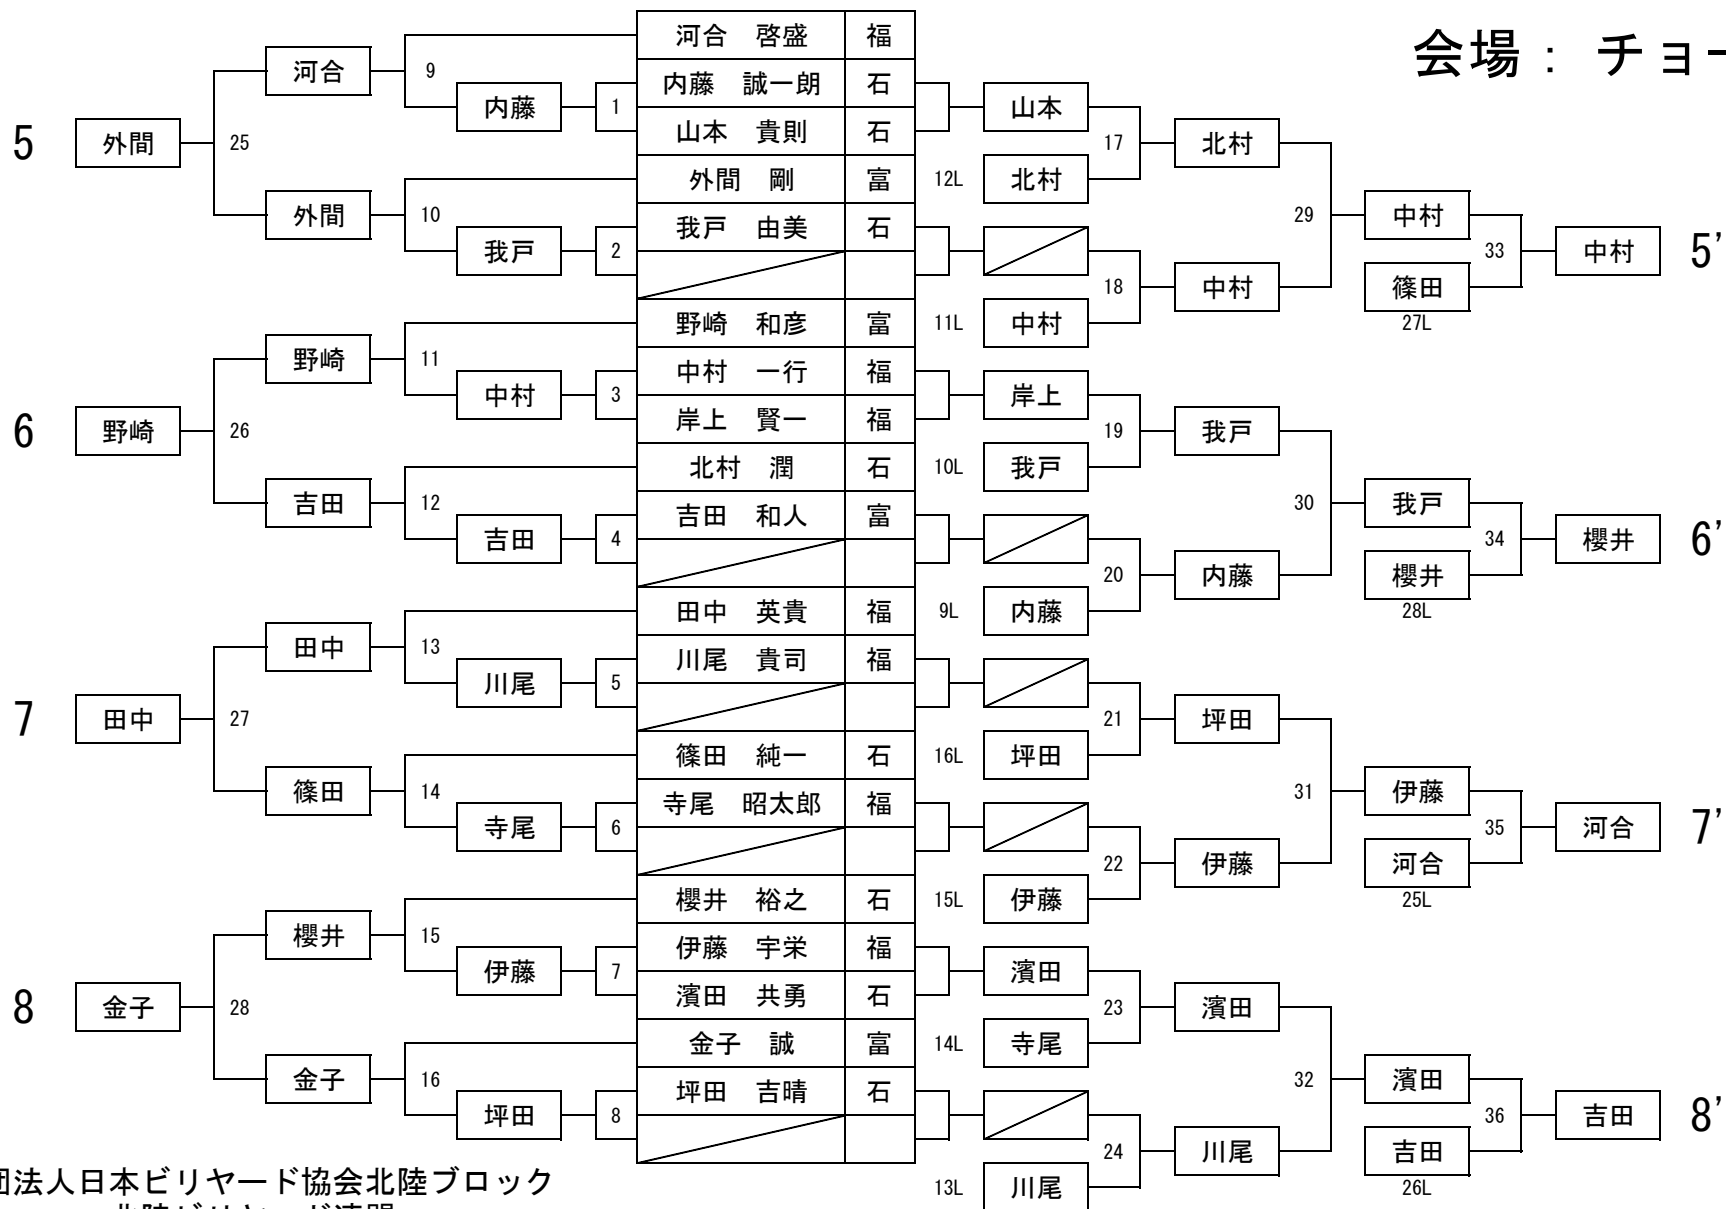 会場： チョー
河合　啓盛 福
河合 9 内藤　誠一朗 石
内藤 1 山本 17
5 外間 25 山本　貴則 石 北村
外間　剛 富 12L 北村
外間 10 我戸　由美 石 29 中村
我戸 2 33 中村 5'
18 中村 篠田
野崎　和彦 富 11L 中村 27L
野崎 11 中村　一行 福
中村 3 岸上
6 野崎 26 岸上　賢一 福 19 我戸
北村　潤 石 10L 我戸
吉田 12 吉田　和人 富 30 我戸
吉田 4 34 櫻井 6'
20 内藤 櫻井
田中　英貴 福 9L 内藤 28L
田中 13 川尾　貴司 福
川尾 5
7 田中 27 21 坪田
篠田　純一 石 16L 坪田
篠田 14 寺尾　昭太郎 福 31 伊藤
寺尾 6 35 河合 7'
22 伊藤 河合
櫻井　裕之 石 15L 伊藤 25L
櫻井 15 伊藤　宇栄 福
伊藤 7 濱田
8 金子 28 濱田　共勇 石 23 濱田
金子　誠 富 14L 寺尾
金子 16 坪田　吉晴 石 32 濱田
坪田 8 36 吉田 8'
24 川尾 吉田
13L 川尾 26L
団法人日本ビリヤード協会北陸ブロック